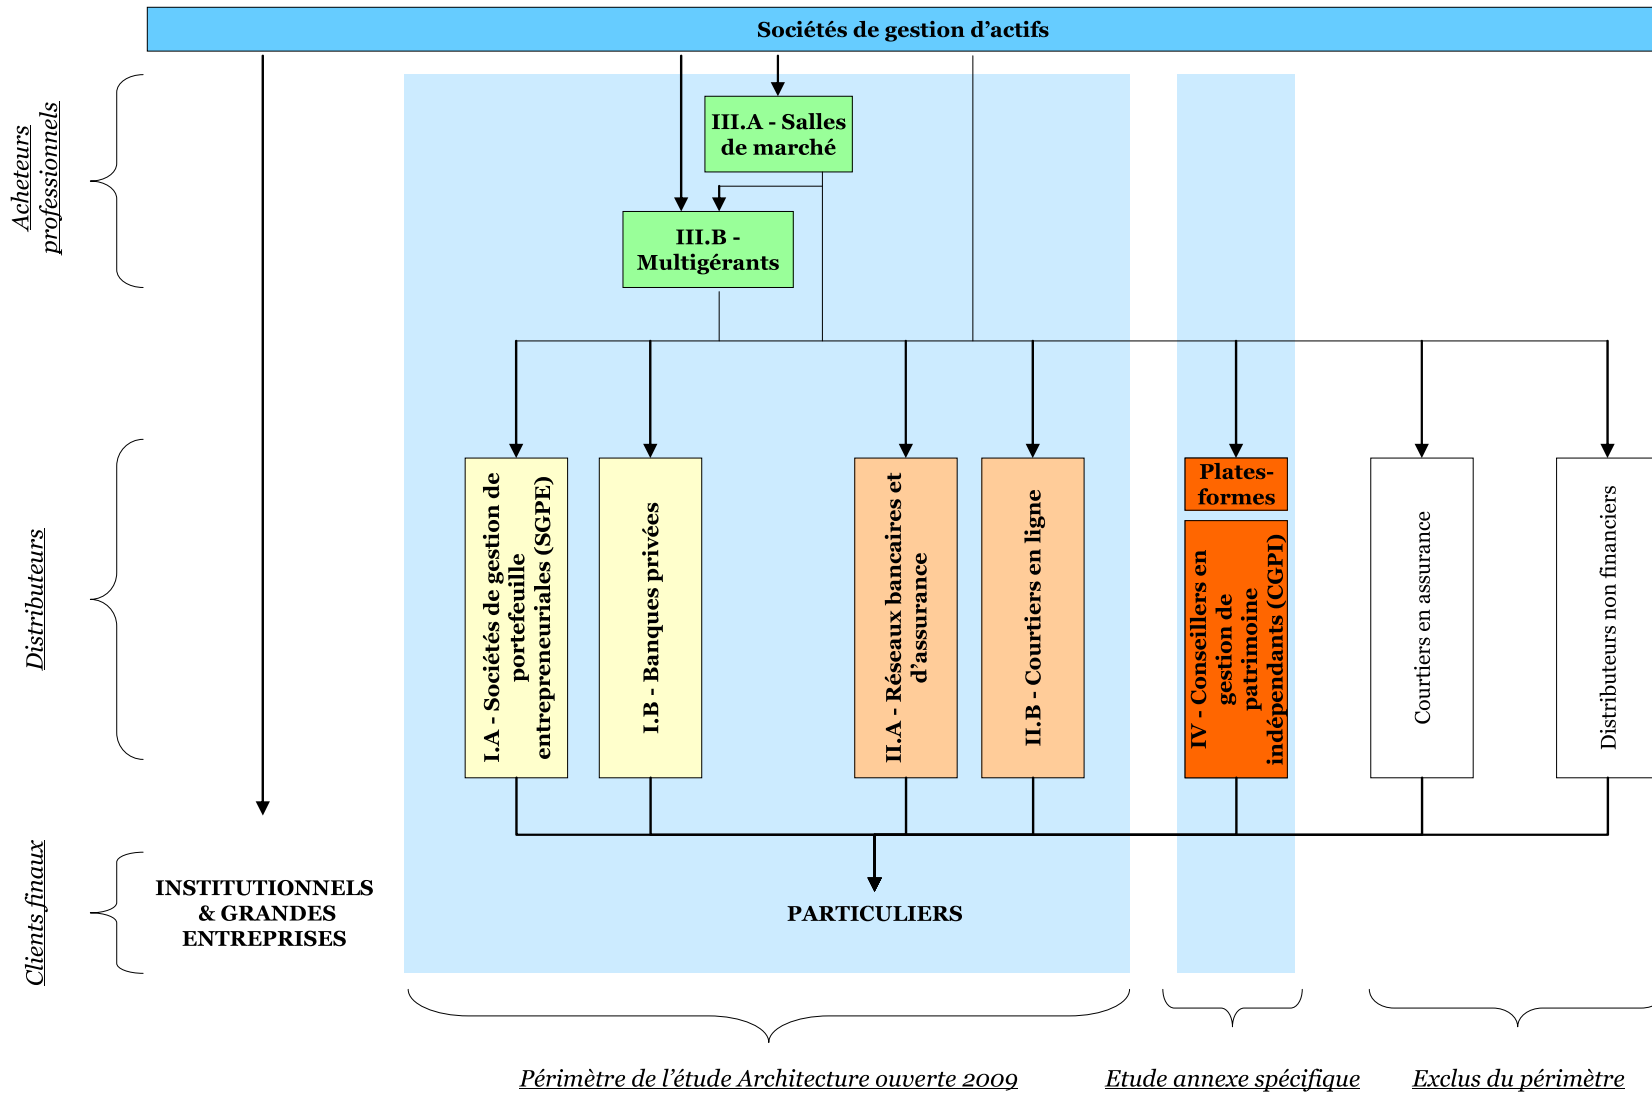 Sociétés de gestion d’actifs
Acheteurs
professionnels
III.A - Salles
de marché
III.B -
Multigérants
Distributeurs
I.A - Sociétés de gestion de
portefeuille
entrepreneuriales (SGPE)
I.B - Banques privées
II.A - Réseaux bancaires et
d’assurance
II.B - Courtiers en ligne
Plates-
formes
IV - Conseillers en
gestion de
patrimoine
indépendants (CGPI)
Courtiers en assurance
Distributeurs non financiers
Clients finaux
INSTITUTIONNELS
& GRANDES
ENTREPRISES
PARTICULIERS
Périmètre de l’étude Architecture ouverte 2009
Etude annexe spécifique
Exclus du périmètre